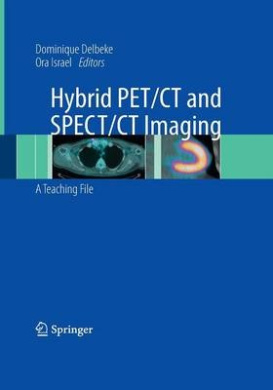 Dominique Delbeke
Ora Israel Editors
Hybrid PET/CT and
SPECT/CT Imaging
A Teaching File
Springer